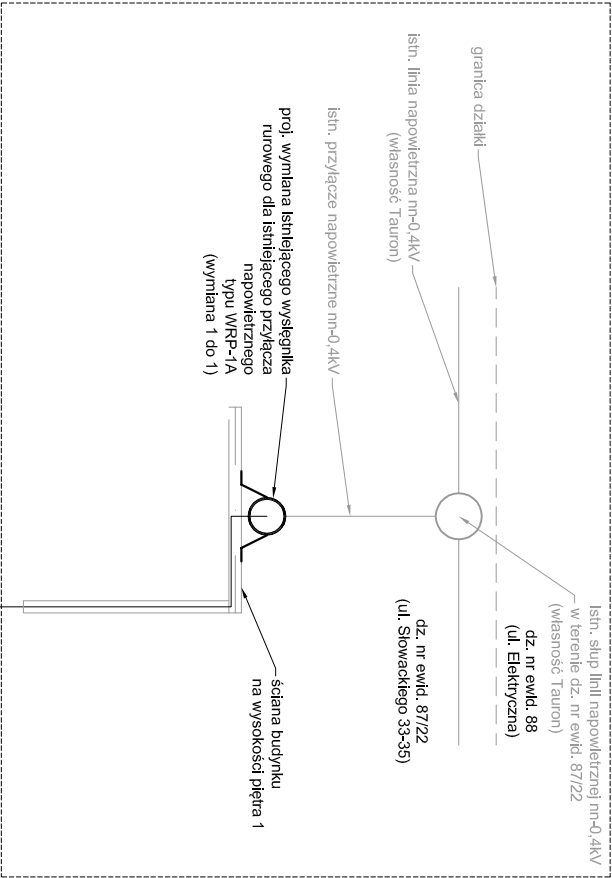 granica działki
istn. linia napowietrzna nn-0,4kV
(własność Tauron)
istn. przyłącze napowietrzne nn-0,4kV
proj. wymiana istniejącego wysięgnika
rurowego dla istniejącego przyłącza
napowietrznego
typu WRP-1A
(wymiana 1 do 1)
Istn. słup linii napowietrznej nn-0,4kV
w terenie dz. nr ewid. 87/22
(własność Tauron)
dz. nr ewid. 88
(ul. Elektryczna)
dz. nr ewid. 87/22
(ul. Słowackiego 33-35)
ściana budynku
na wysokości piętra 1